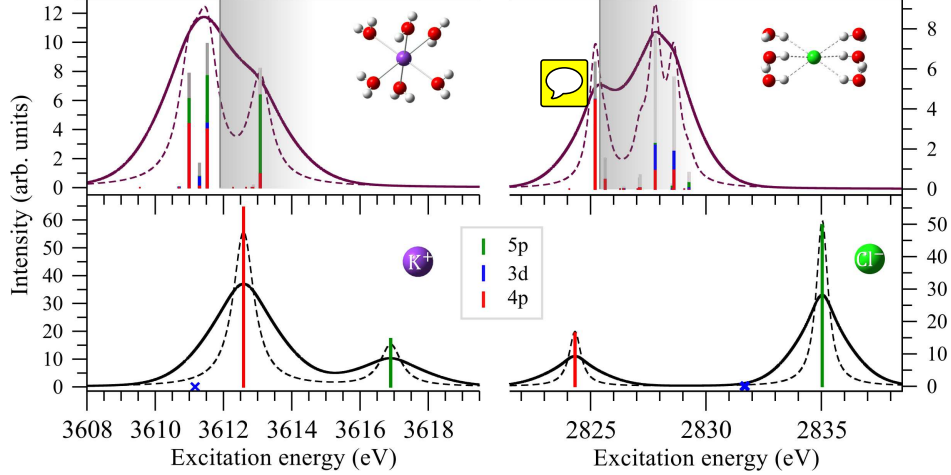 12
10
8
6
4
2
0
8
6
4
2
0
Intensity (arb. units)
60
50
40
30
20
10
0
K+
5p
3d
4p
Cl−
50
40
30
20
10
0
3608 3610 3612 3614 3616 3618
2825 2830 2835
Excitation energy (eV)
Excitation energy (eV)